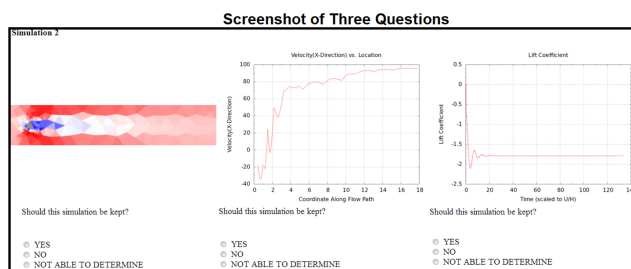 Screenshot of Three Questions
Simulation 2
Velocity(X-Direction) vs. Location
Velocity(X Direction)
100
80
60
40
20
0
-20
-40
0 2 4 6 8 10 12 14 16 18
Coordinate Along Flow Path
Lift Coefficient
Lift Coefficient
0.5
0
-0.5
-1
-1.5
-2
-2.5
0 20 40 60 80 100 120 14
Time (scaled to U/H)
Should this simulation be kept?
YES
NO
NOT ABLE TO DETERMINE
Should this simulation be kept?
YES
NO
NOT ABLE TO DETERMINE
Should this simulation be kept?
YES
NO
NOT ABLE TO DETERMINE